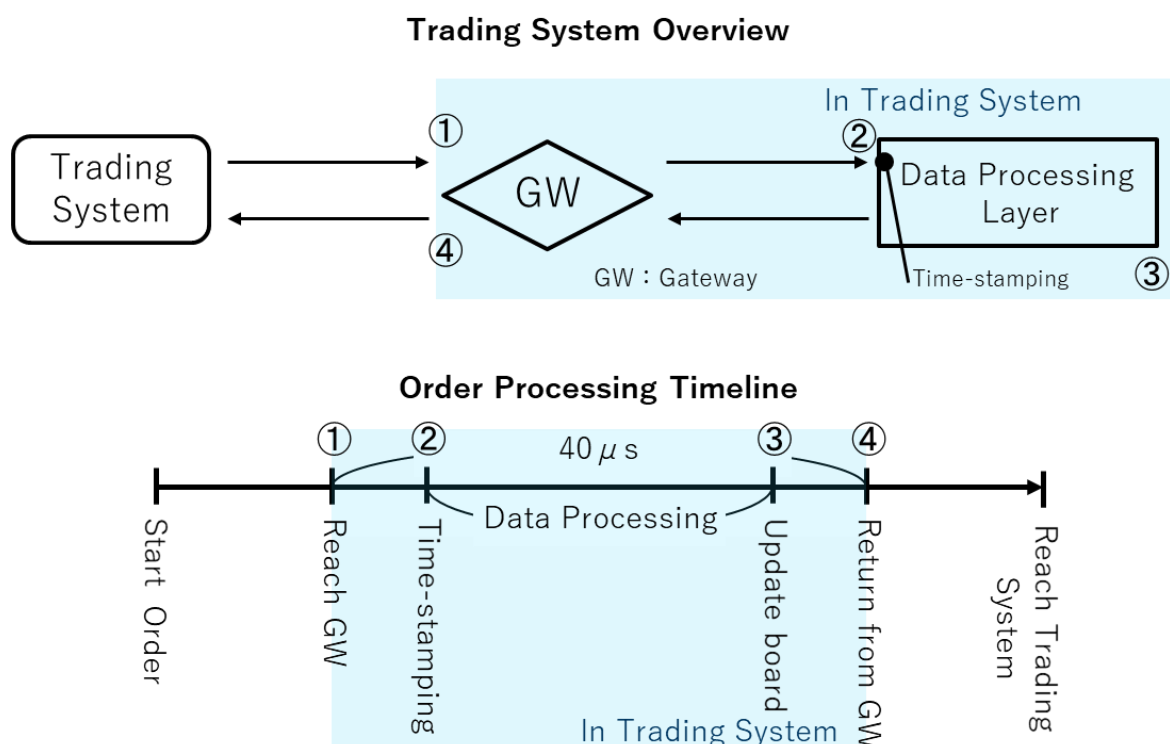 Trading System Overview
In Trading System
①
②
Trading
System
GW
Data Processing
Layer
④
GW：Gateway
Time-stamping
③
Order Processing Timeline
①
②
40μs
③
④
Data Processing
Start Order
Reach GW
Time-stamping
Update board
Return from GW
Reach Trading
System
In Trading System